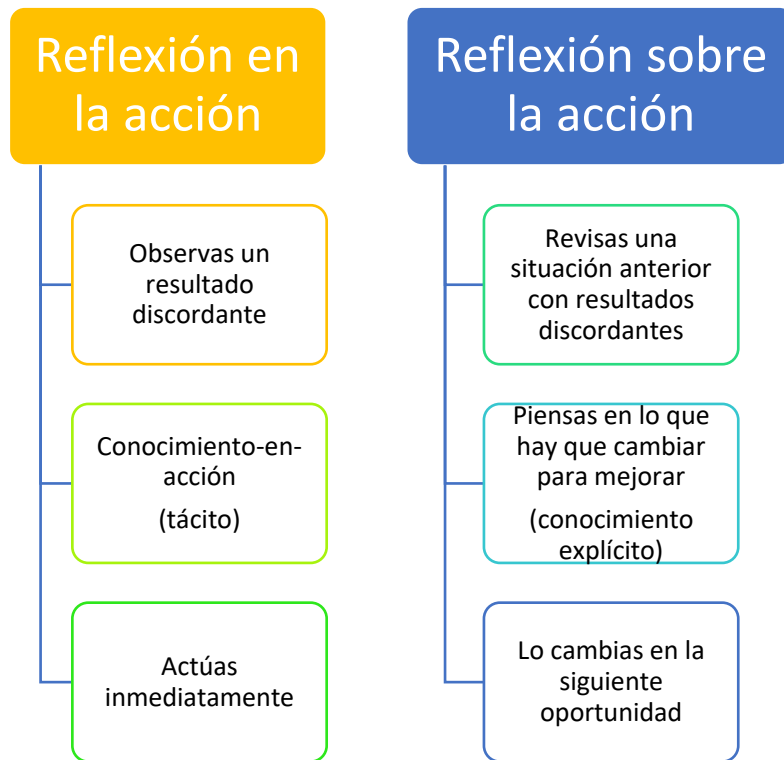 Reflexión en
la acción
Observas un
resultado
discordante
Conocimiento-en-
acción
(tácito)
Actúas
inmediatamente
Reflexión sobre
la acción
Revisas una
situación anterior
con resultados
discordantes
Piensas en lo que
hay que cambiar
para mejorar
(conocimiento
explícito)
Lo cambias en la
siguiente
oportunidad